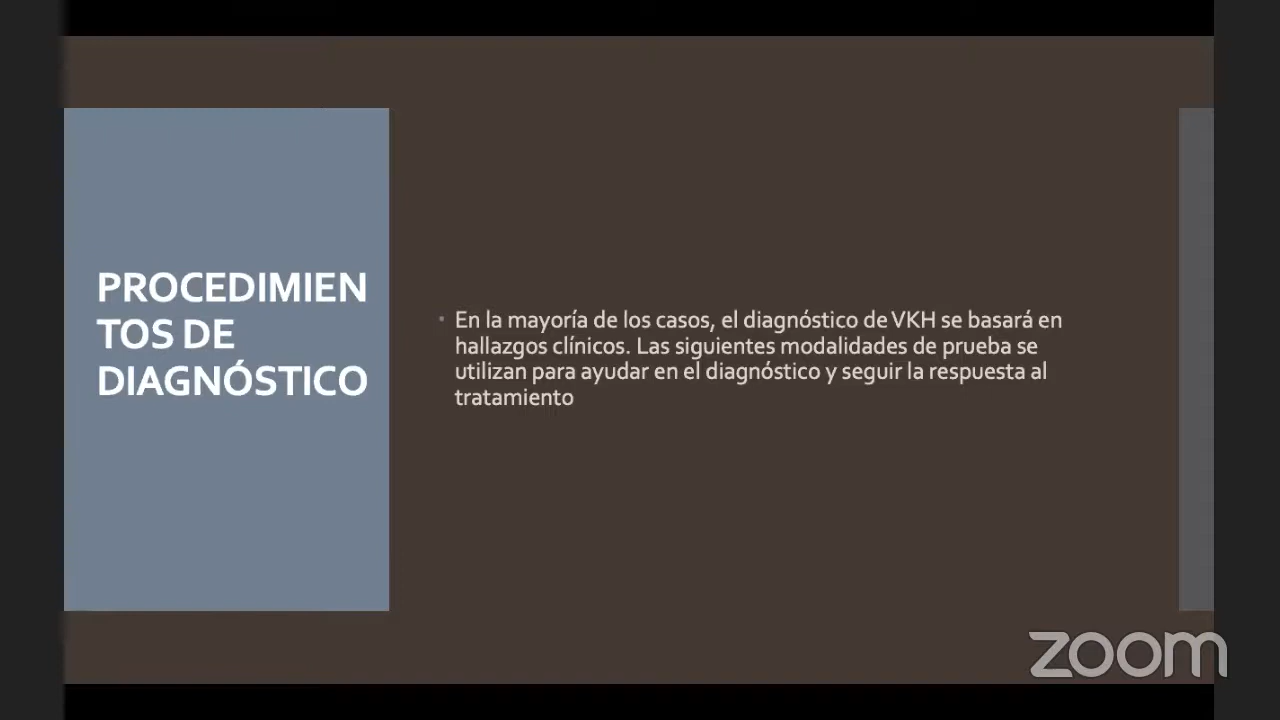 PROCEDIMIEN
TOS DE
DIAGNÓSTICO
• En la mayoría de los casos, el diagnóstico de VKH se basará en
hallazgos clínicos. Las siguientes modalidades de prueba se
utilizan para ayudar en el diagnóstico y seguir la respuesta al
tratamiento
zoom